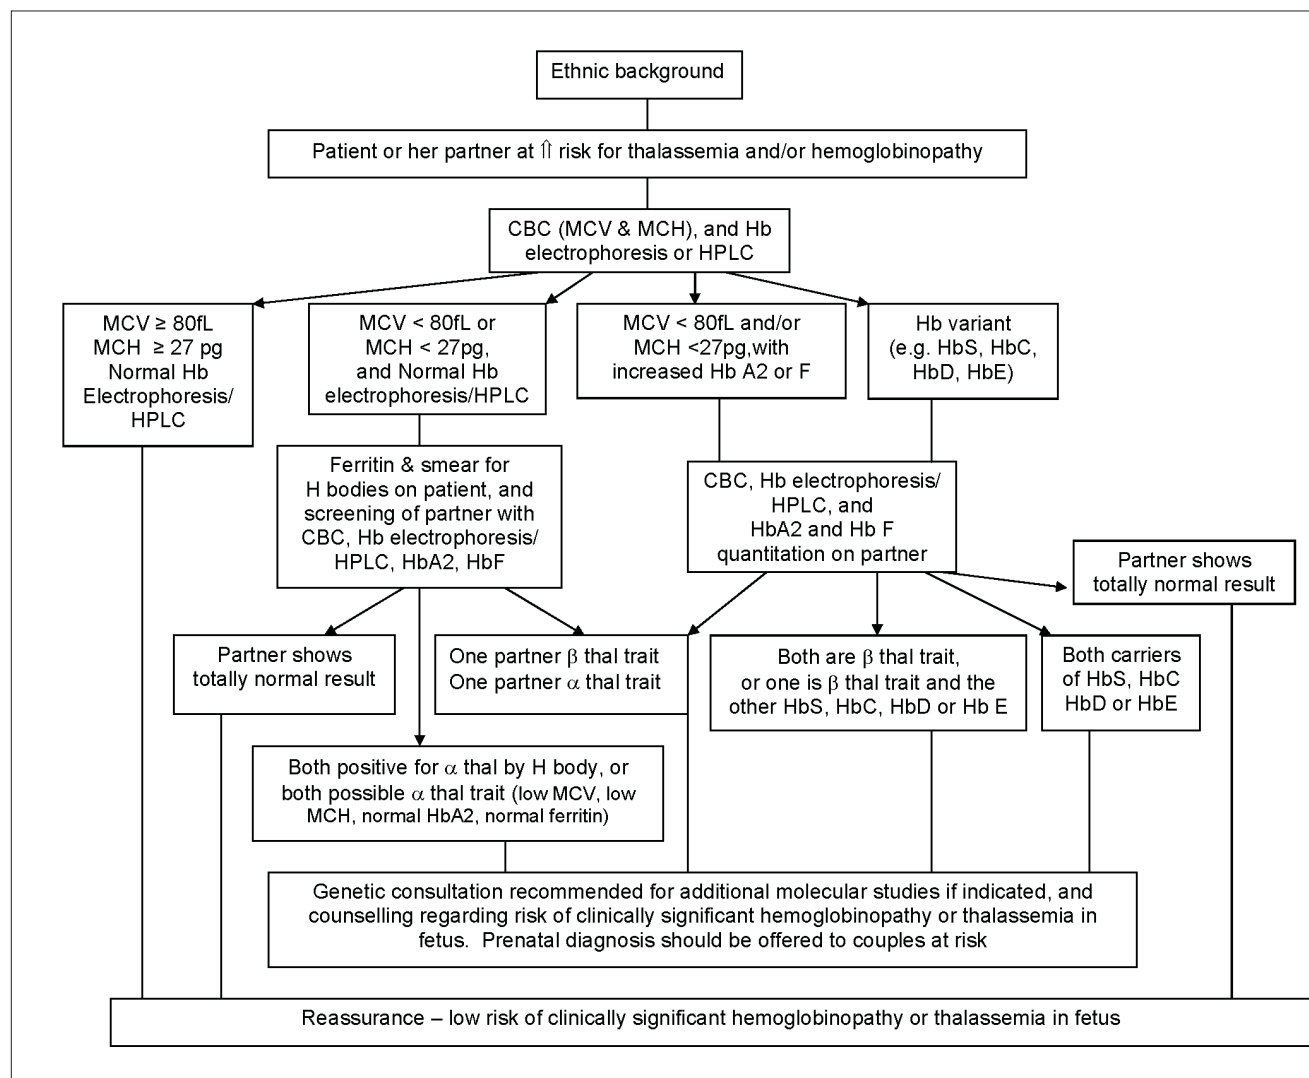 Ethnic background
Patient or her partner at ⇑ risk for thalassemia and/or hemoglobinopathy
CBC (MCV & MCH), and Hb
electrophoresis or HPLC
MCV ≥ 80fL
MCH ≥ 27 pg
Normal Hb
Electrophoresis/
HPLC
MCV < 80fL or
MCH < 27pg,
and Normal Hb
electrophoresis/HPLC
MCV < 80fL and/or
MCH <27pg,with
increased Hb A2 or F
Hb variant
(e.g. HbS, HbC,
HbD, HbE)
Ferritin & smear for
H bodies on patient, and
screening of partner with
CBC, Hb electrophoresis/
HPLC, HbA2, HbF
CBC, Hb electrophoresis/
HPLC, and
HbA2 and Hb F
quantitation on partner
Partner shows
totally normal result
Partner shows
totally normal result
One partner β thal trait
One partner α thal trait
Both are β thal trait,
or one is β thal trait and the
other HbS, HbC, HbD or Hb E
Both carriers
of HbS, HbC
HbD or HbE
Both positive for α thal by H body, or
both possible α thal trait (low MCV, low
MCH, normal HbA2, normal ferritin)
Genetic consultation recommended for additional molecular studies if indicated, and
counselling regarding risk of clinically significant hemoglobinopathy or thalassemia in
fetus. Prenatal diagnosis should be offered to couples at risk
Reassurance – low risk of clinically significant hemoglobinopathy or thalassemia in fetus